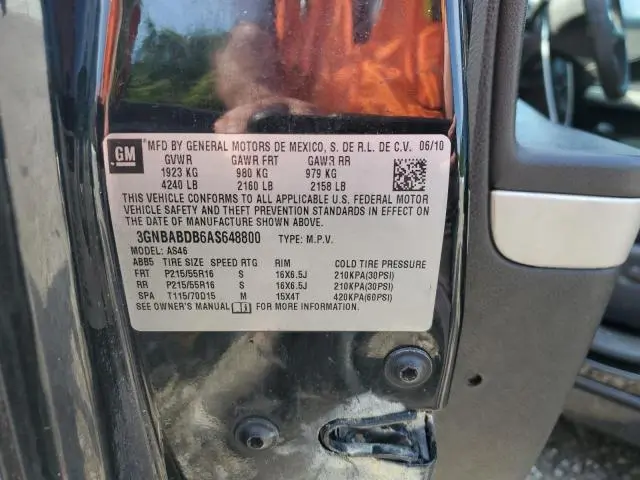 GM
MFD BY GENERAL MOTORS DE MEXICO, S. DE R.L. DE C.V. 06/10
GVWR GAWR FRT GAWR RR
1923 KG 980 KG 979 KG
4240 LB 2160 LB 2158 LB
THIS VEHICLE CONFORMS TO ALL APPLICABLE U.S. FEDERAL MOTOR
VEHICLE SAFETY AND THEFT PREVENTION STANDARDS IN EFFECT ON
THE DATE OF MANUFACTURE SHOWN ABOVE.
3GNBABDB6AS648800 TYPE: M.P.V.
MODEL: AS46
ABB5 TIRE SIZE SPEED RTG RIM COLD TIRE PRESSURE
FRT P215/55R16 S 16X6.5J 210KPA(30PSI)
RR P215/55R16 S 16X6.5J 210KPA(30PSI)
SPA T115/70D15 M 15X4T 420KPA(60PSI)
SEE OWNER'S MANUAL FOR MORE INFORMATION.